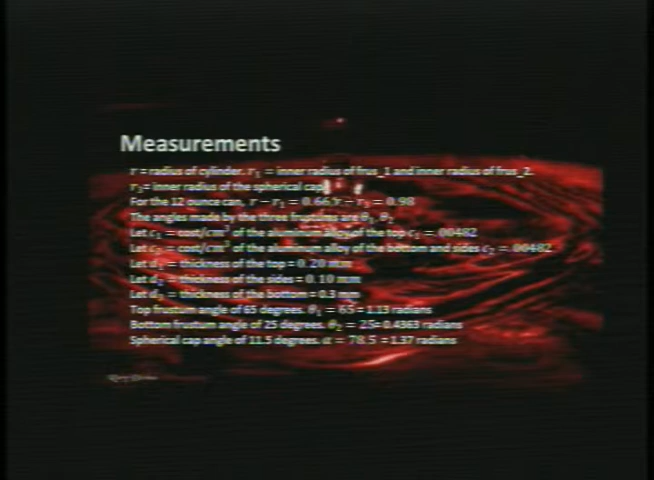 Measurements
r = radius of cylinder. r₁ = inner radius of frus_1 and inner radius of frus_2.
r₂= inner radius of the spherical cap
For the 12 ounce can, r − r₁ = 0.66 r − r₂ = 0.98
The angles made by the three frustums are θ₁, θ₂
Let c₁ = cost/cm³ of the aluminum alloy of the top c₁ = .00482
Let c₂ = cost/cm³ of the aluminum alloy of the bottom and sides c₂ = .00482
Let = thickness of the top = 0.20 mm
Let = thickness of the sides = 0.10 mm
Let = thickness of the bottom = 0.3 mm
Top frustum angle of 65 degrees. θ₁ = 65 = 1.13 radians
Bottom frustum angle of 25 degrees. θ₂ = 25= 0.4363 radians
Spherical cap angle of 11.5 degrees. α = 78.5 = 1.37 radians